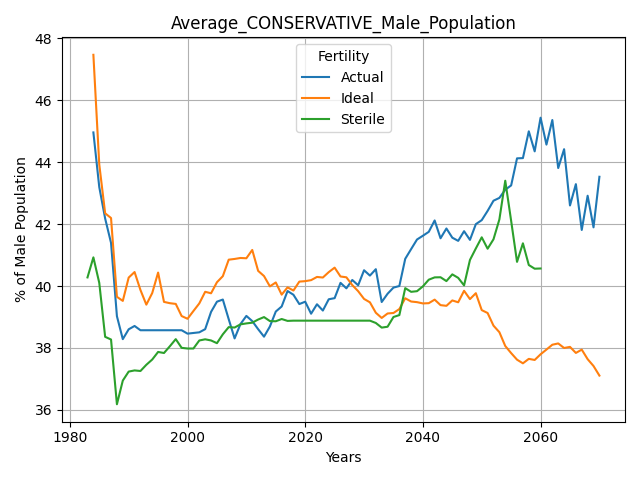 Average_CONSERVATIVE_Male_Population
Fertility
Actual
Ideal
Sterile
% of Male Population
48
46
44
42
40
38
36
1980
2000
2020
2040
2060
Years